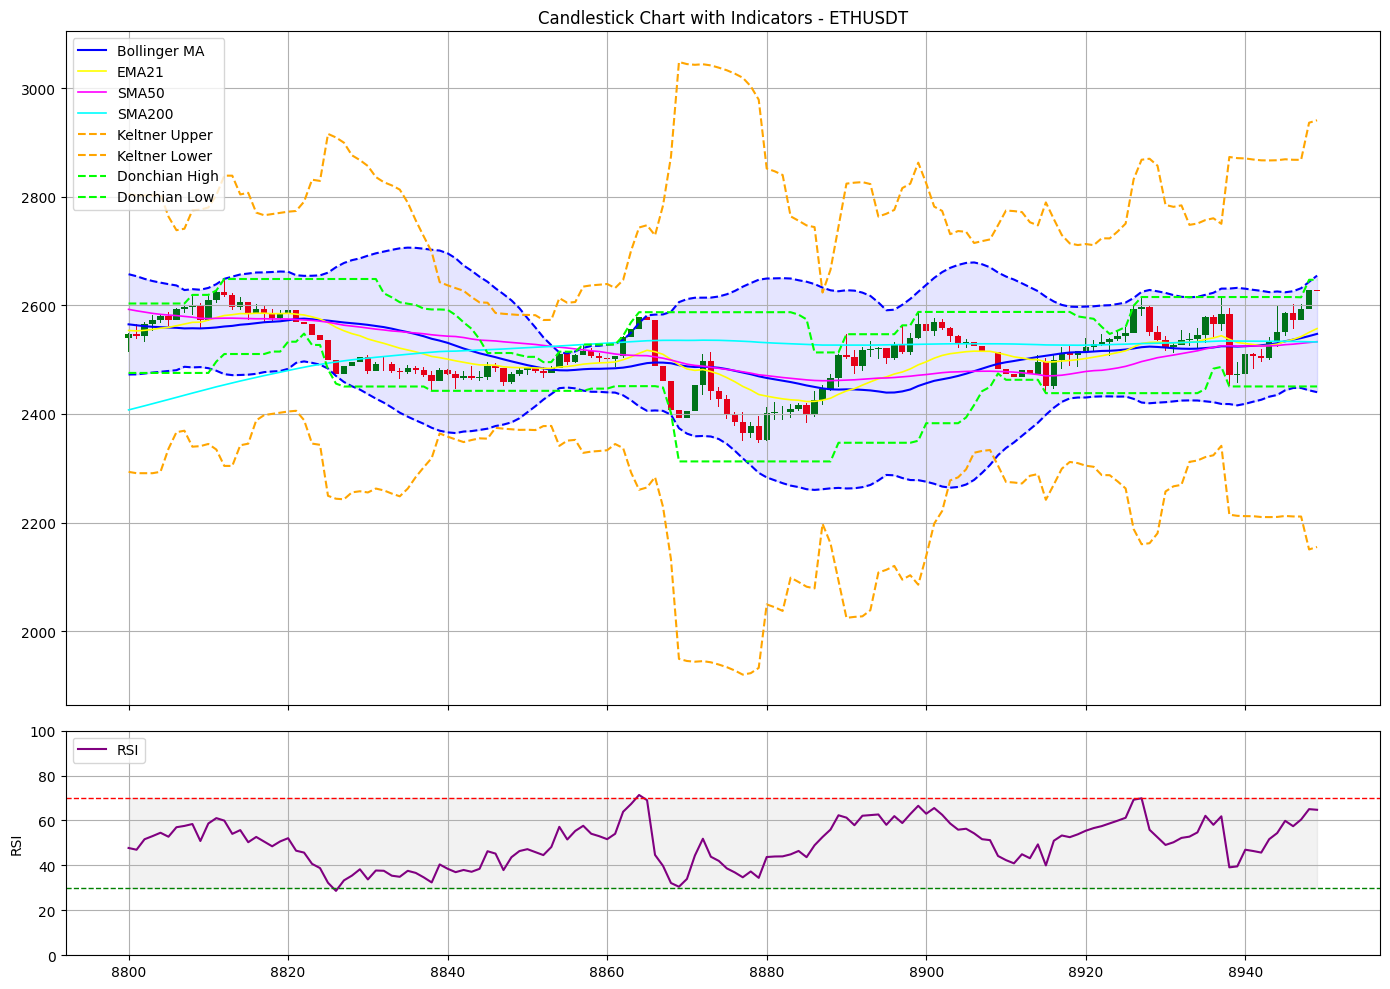 Candlestick Chart with Indicators - ETHUSDT
Bollinger MA
EMA21
SMA50
SMA200
Keltner Upper
Keltner Lower
Donchian High
Donchian Low
3000
2800
2600
2400
2200
2000
RSI
100
80
60
40
20
0
RSI
8800
8820
8840
8860
8880
8900
8920
8940